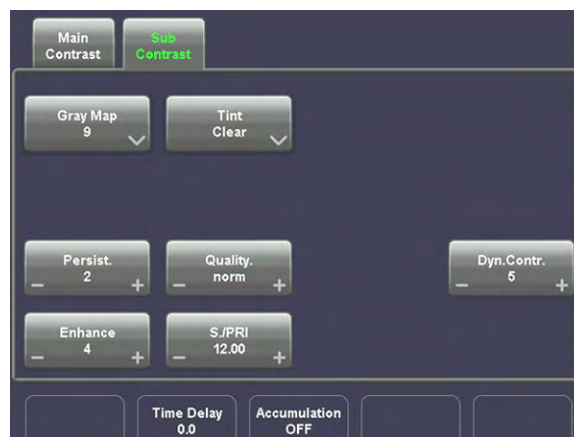 Main
Contrast
Sub
Contrast
Gray Map
9
Tint
Clear
Persist.
2
- +
Quality.
norm
- +
Dyn.Contr.
5
- +
Enhance
4
- +
S./PRI
12.00
- +
Time Delay
0.0
Accumulation
OFF